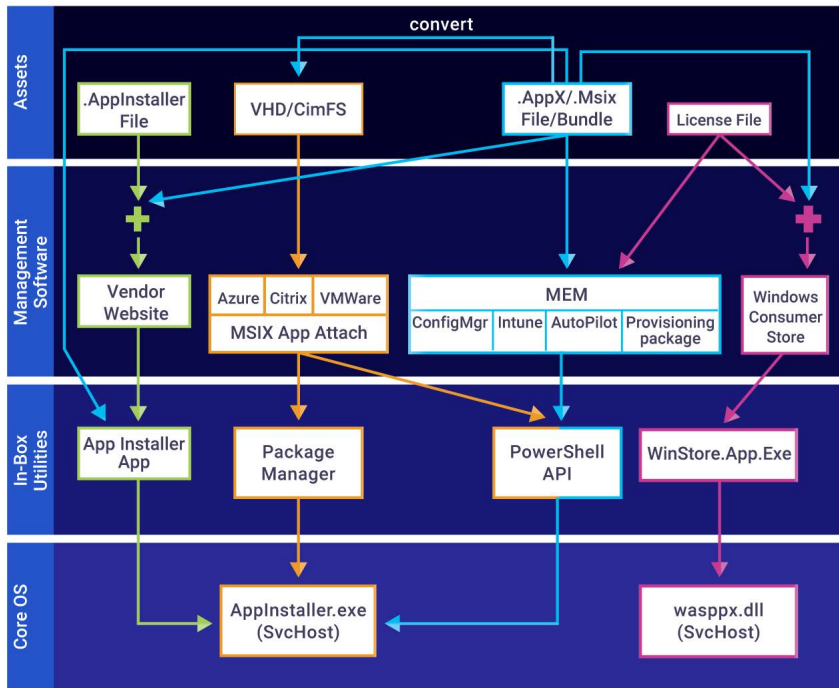 convert
Assets
.AppInstaller
File
VHD/CimFS
.AppX/.Msix
File/Bundle
License File
Management
Software
Vendor
Website
Azure
Citrix
VMWare
MSIX App Attach
MEM
ConfigMgr
Intune
AutoPilot
Provisioning
package
Windows
Consumer
Store
In-Box
Utilities
App Installer
App
Package
Manager
PowerShell
API
WinStore.App.Exe
Core OS
AppInstaller.exe
(SvcHost)
wasppx.dll
(SvcHost)